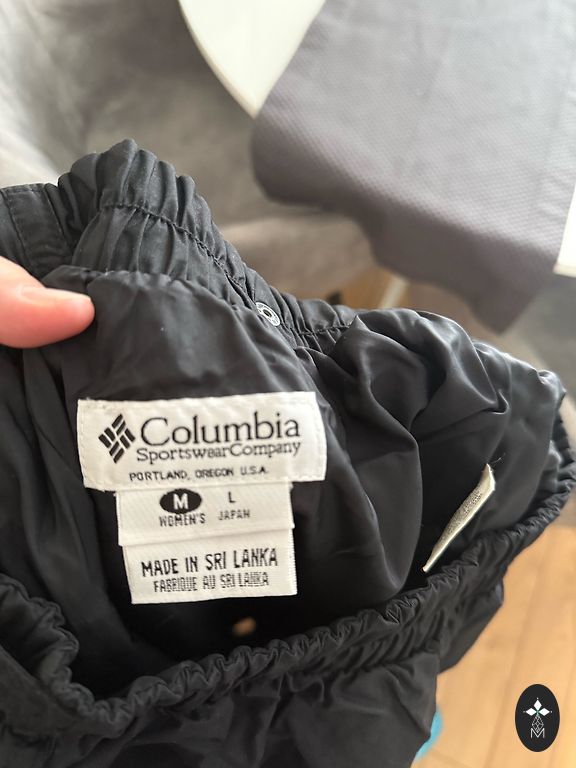 Columbia
SportswearCompany
PORTLAND, OREGON U.S.A.
M L
WOMEN'S JAPAN
MADE IN SRI LANKA
FABRIQUE AU SRI LANKA
M